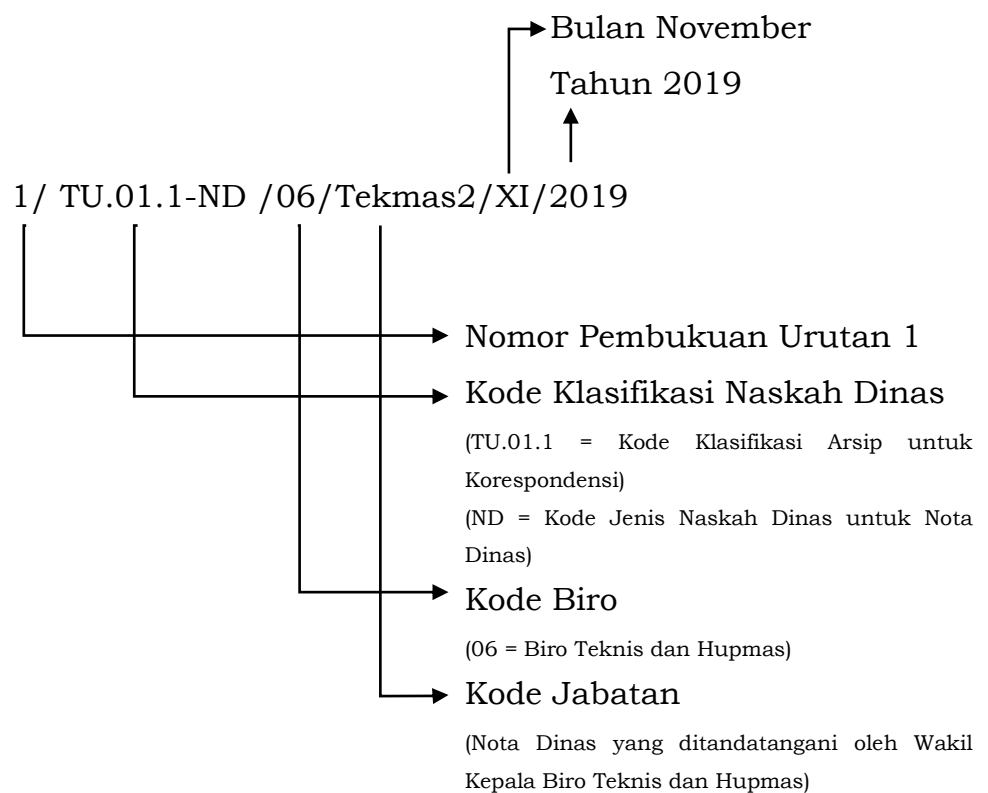 Bulan November
Tahun 2019
1/ TU.01.1-ND /06/Tekmas2/XI/2019
Nomor Pembukuan Urutan 1
Kode Klasifikasi Naskah Dinas
(TU.01.1 = Kode Klasifikasi Arsip untuk
Korespondensi)
(ND = Kode Jenis Naskah Dinas untuk Nota
Dinas)
Kode Biro
(06 = Biro Teknis dan Hupmas)
Kode Jabatan
(Nota Dinas yang ditandatangani oleh Wakil
Kepala Biro Teknis dan Hupmas)